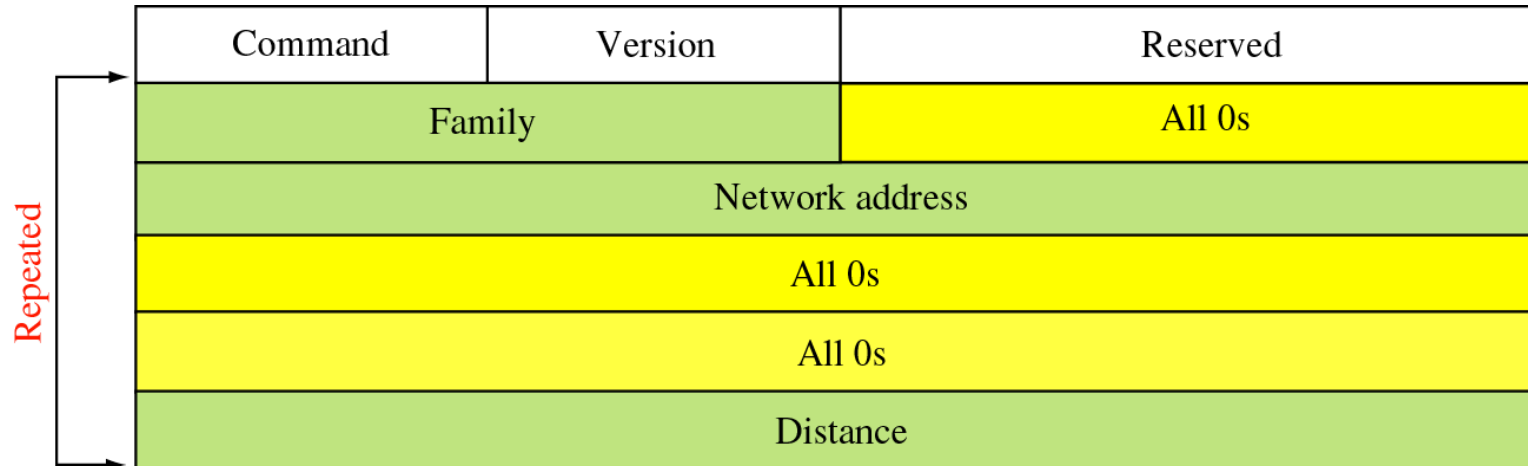 Command Version Reserved
Family All 0s
Network address
All 0s
All 0s
Distance
Repeated